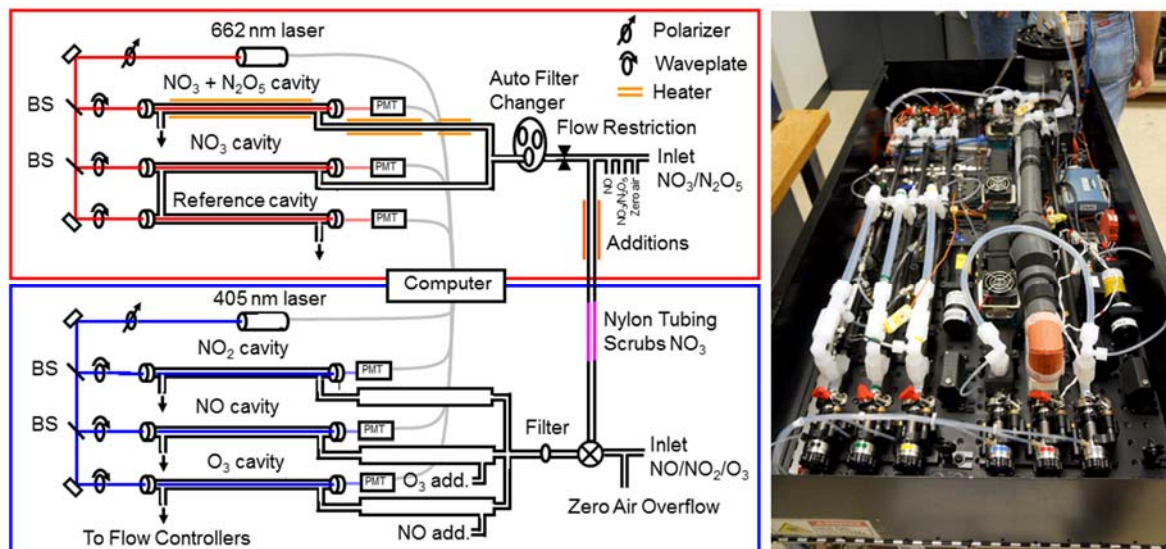 662 nm laser
Polarizer
Waveplate
Heater
NO₃ + N₂O₅ cavity
BS
PMT
Auto Filter
Changer
Flow Restriction
NO₃ cavity
BS
PMT
Inlet
NO₃/N₂O₅
NO
NO₂/N₂O₅
Zero air
Reference cavity
PMT
Additions
Computer
405 nm laser
NO₂ cavity
Nylon Tubing
Scrubs NO₃
BS
PMT
NO cavity
BS
PMT
Filter
Inlet
NO/NO₂/O₃
O₃ cavity
PMT
O₃ add.
Zero Air Overflow
NO add.
To Flow Controllers